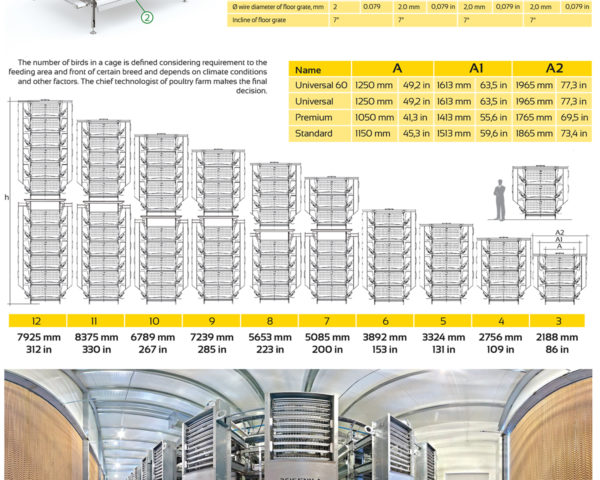 2
Ø wire diameter of floor grate, mm 2 0.079 2.0 mm 0,079 in 2,0 mm 0,079 in 2,0 mm 0,079 in
Incline of floor grate 7° 7° 7° 7°
The number of birds in a cage is defined considering requirement to the
feeding area and front of certain breed and depends on climate conditions
and other factors. The chief technologist of poultry farm makes the final
decision.
Name A A1 A2
Universal 60 1250 mm 49,2 in 1613 mm 63,5 in 1965 mm 77,3 in
Universal 1250 mm 49,2 in 1613 mm 63,5 in 1965 mm 77,3 in
Premium 1050 mm 41,3 in 1413 mm 55,6 in 1765 mm 69,5 in
Standard 1150 mm 45,3 in 1513 mm 59,6 in 1865 mm 73,4 in
h
A2
A1
A
12 11 10 9 8 7 6 5 4 3
7925 mm 8375 mm 6789 mm 7239 mm 5653 mm 5085 mm 3892 mm 3324 mm 2756 mm 2188 mm
312 in 330 in 267 in 285 in 223 in 200 in 153 in 131 in 109 in 86 in